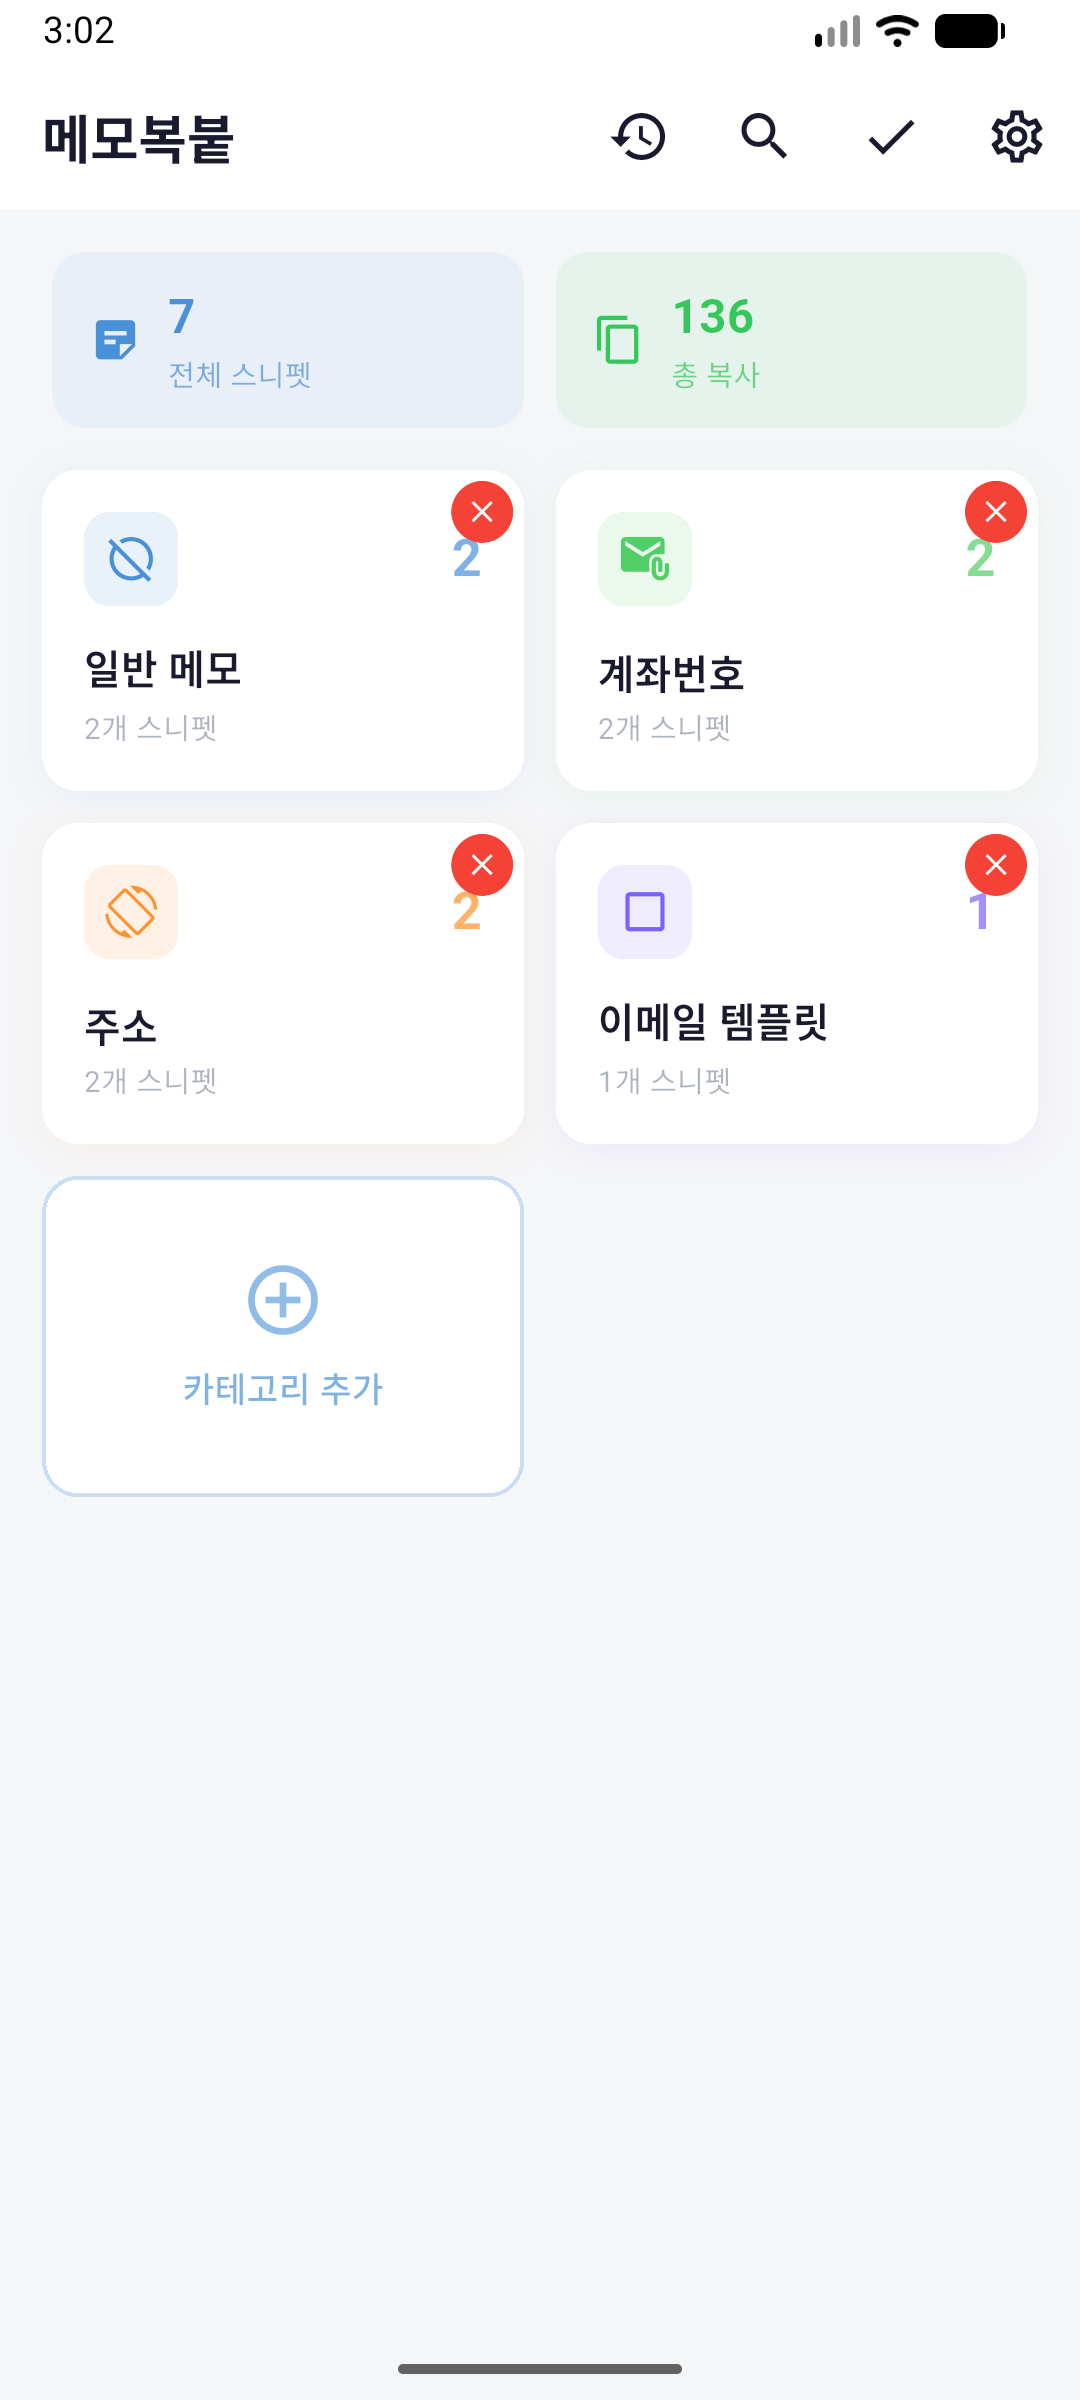 3:02
메모복붙
7
전체 스니펫
136
총 복사
2
일반 메모
2개 스니펫
2
계좌번호
2개 스니펫
2
주소
2개 스니펫
1
이메일 템플릿
1개 스니펫
카테고리 추가